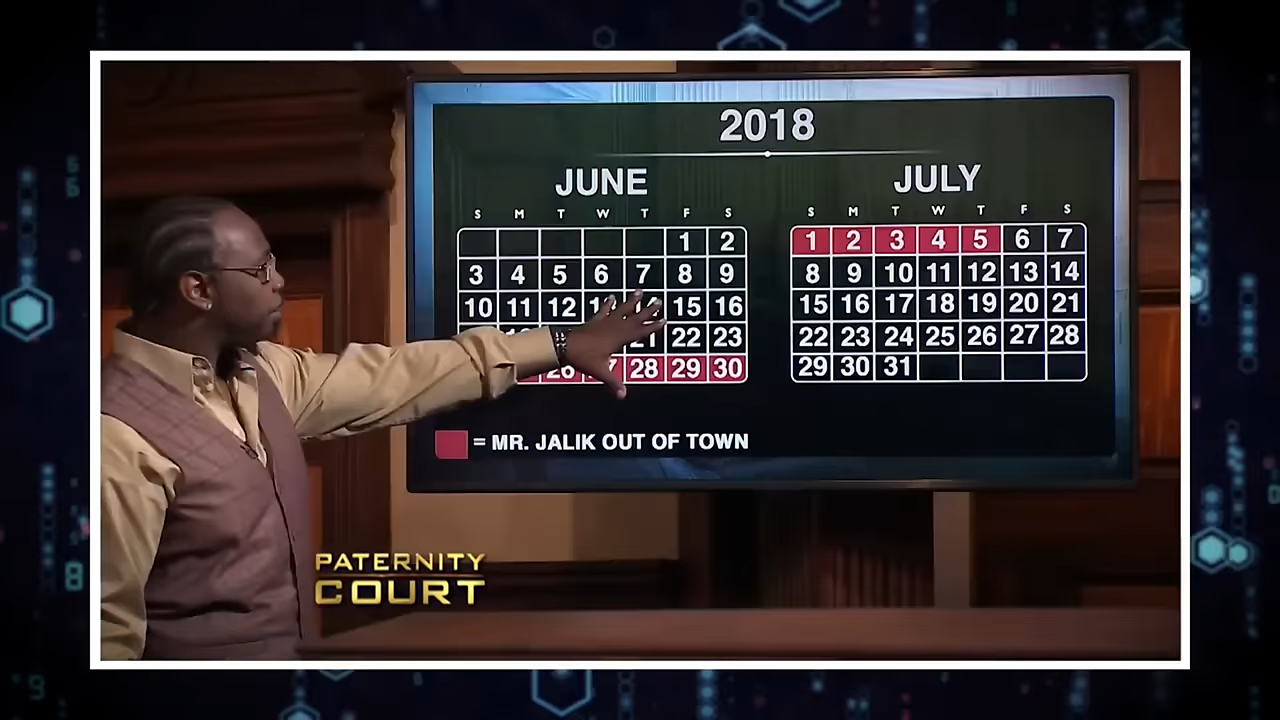 2018
JUNE
S M T W T F S
1 2
3 4 5 6 7 8 9
10 11 12 15 16
22 23
28 29 30
JULY
S M T W T F S
1 2 3 4 5 6 7
8 9 10 11 12 13 14
15 16 17 18 19 20 21
22 23 24 25 26 27 28
29 30 31
= MR. JALIK OUT OF TOWN
PATERNITY
COURT